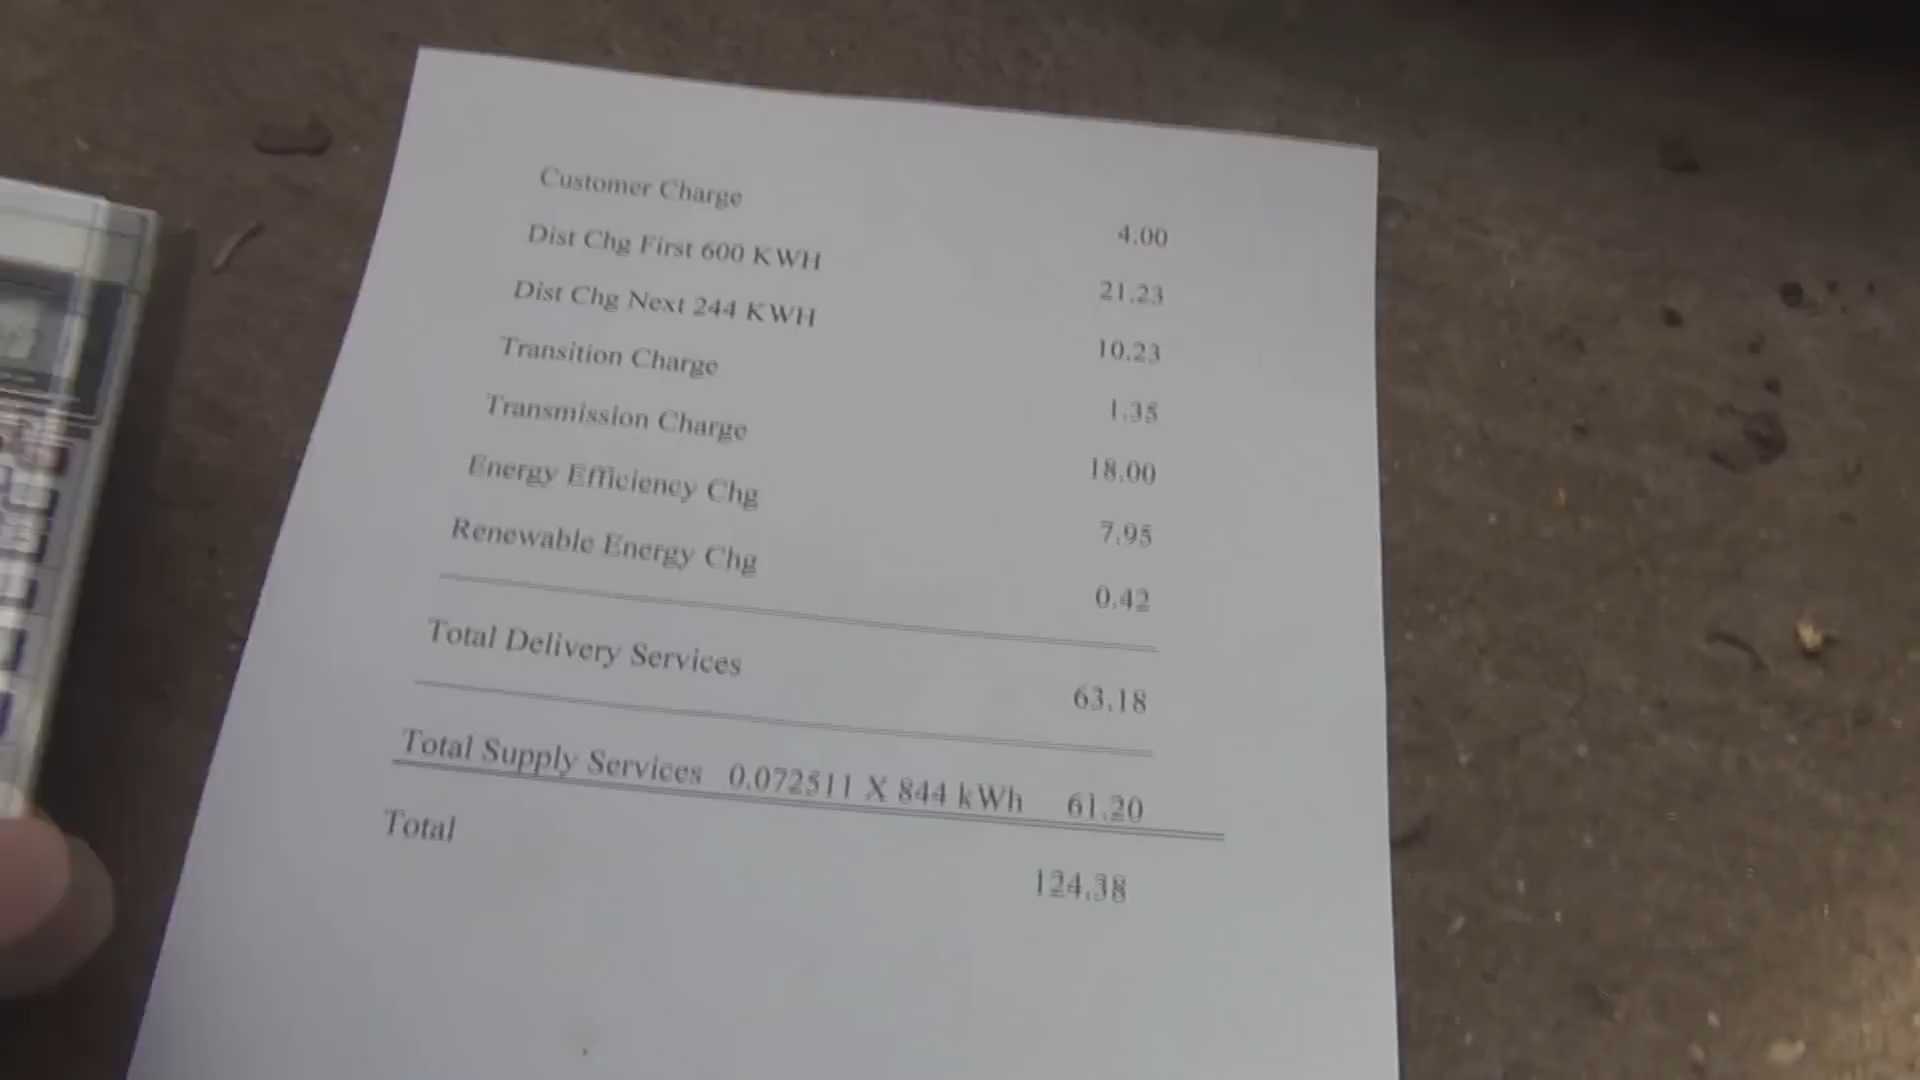 Customer Charge 4.00
Dist Chg First 600 KWH 21.23
Dist Chg Next 244 KWH 10.23
Transition Charge 1.35
Transmission Charge 18.00
Energy Efficiency Chg 7.95
Renewable Energy Chg 0.42
Total Delivery Services 63.18
Total Supply Services 0.072511 X 844 kWh 61.20
Total 124.38